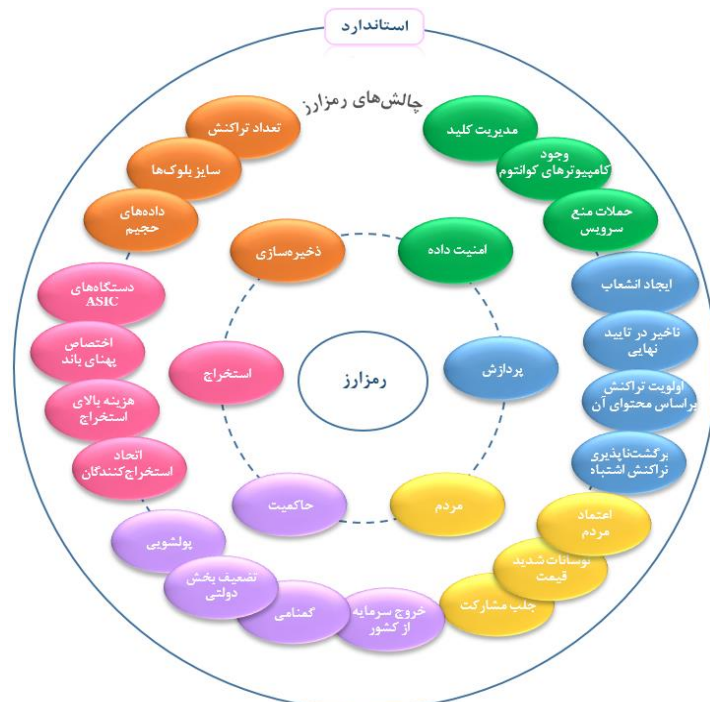 استاندارد
چالش‌های رمزارز
مدیریت کلید
وجود
کامپیوترهای کوانتوم
حملات منع
سرویس
امنیت داده
ایجاد انشعاب
تاخیر در تایید
نهایی
اولویت تراکنش
براساس محتوای آن
برگشت‌ناپذیری
تراکنش اشتباه
پردازش
اعتماد
مردم
نوسانات شدید
قیمت
جلب مشارکت
مردم
خروج سرمایه
از کشور
گمنامی
تضعیف بخش
دولتی
پولشویی
حاکمیت
اتحاد
استخراج‌کنندگان
هزینه بالای
استخراج
اختصاص
پهنای باند
دستگاه‌های
ASIC
استخراج
داده‌های
حجیم
سایز بلوک‌ها
تعداد تراکنش
ذخیره‌سازی
رمزارز